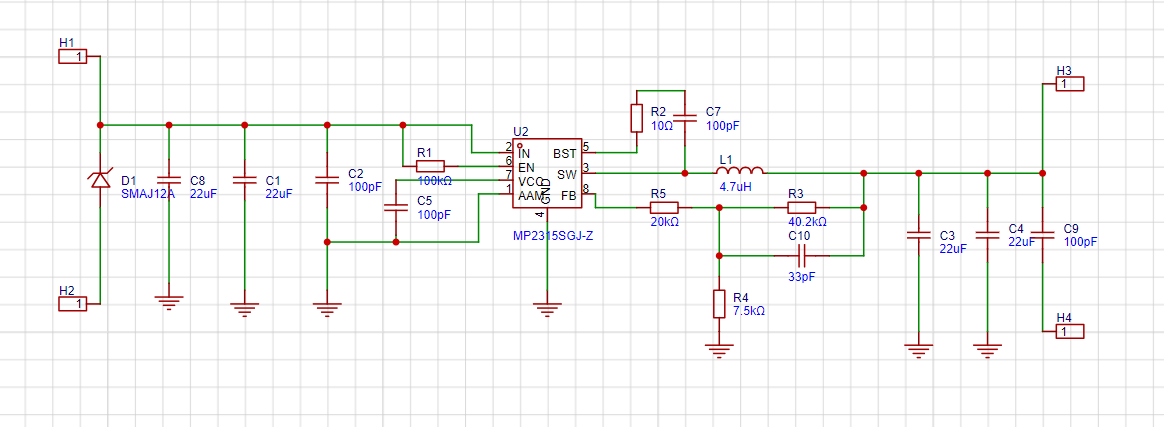 H1
1
D1
SMAJ12A
C8
22uF
C1
22uF
C2
100pF
R1
100kΩ
C5
100pF
H2
1
U2
2
IN
6
EN
7
VCC
1
AAM
GND
4
BST
5
SW
3
FB
8
MP2315SGJ-Z
R2
10Ω
C7
100pF
L1
4.7uH
R5
20kΩ
R3
40.2kΩ
C10
33pF
R4
7.5kΩ
C3
22uF
C4
22uF
C9
100pF
H3
1
H4
1